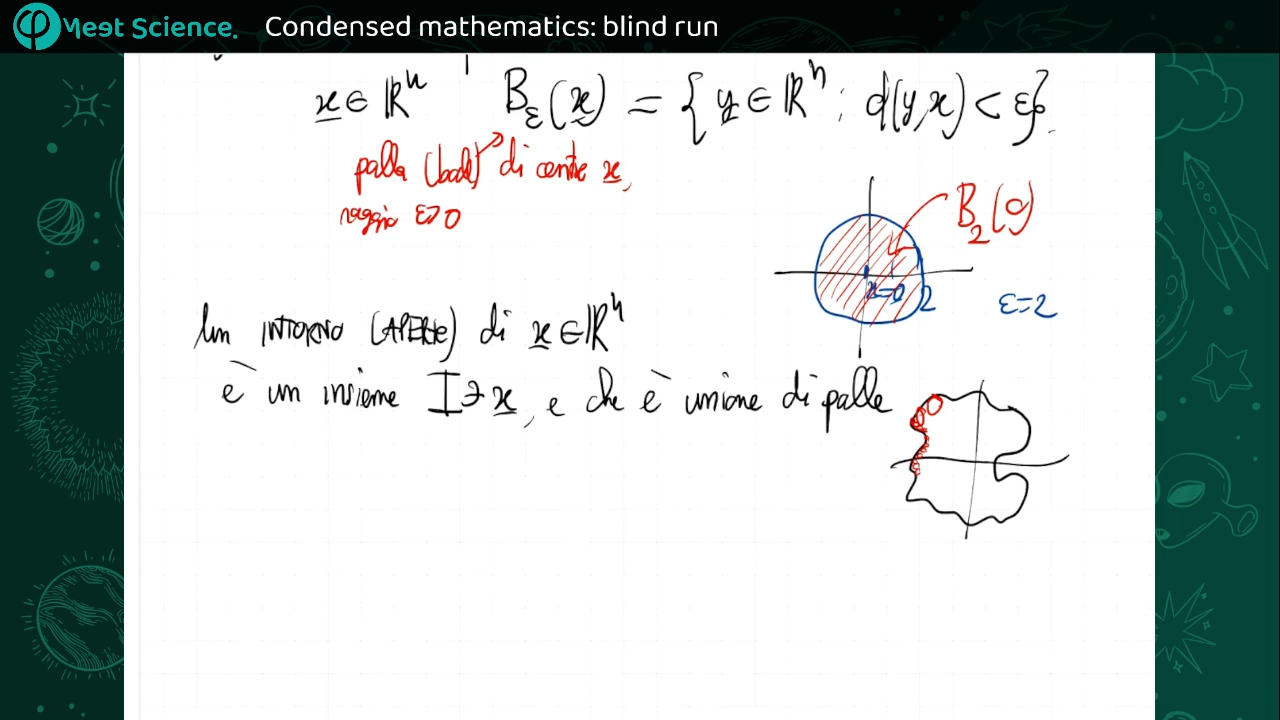 Meet Science.
Condensed mathematics: blind run
x ∈ ℝⁿ B_ε(x) = { y ∈ ℝⁿ : d(y,x) < ε}
palla (ball) di centro x,
raggio ε>0
B₂(0)
x=0 2 ε=2
Un INTORNO (APERTO) di x ∈ ℝⁿ
è un insieme I ∋ x, e che è unione di palle